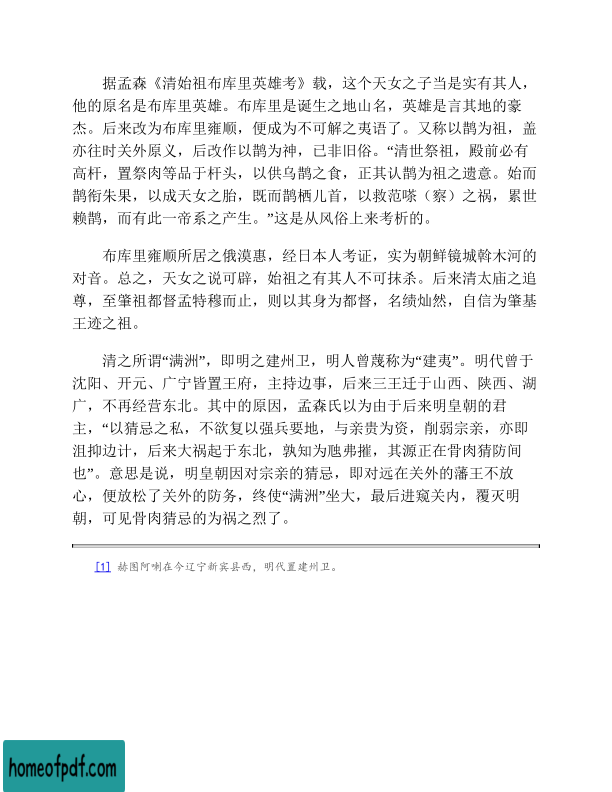 据孟森《清始祖布库里英雄考》载，这个天女之子当是实有其人，
他的原名是布库里英雄。布库里是诞生之地山名，英雄是言其地的豪
杰。后来改为布库里雍顺，便成为不可解之夷语了。又称以鹊为祖，盖
亦往时关外原义，后改作以鹊为神，已非旧俗。“清世祭祖，殿前必有
高杆，置祭肉等品于杆头，以供乌鹊之食，正其认鹊为祖之遗意。始而
鹊衔朱果，以成天女之胎，既而鹊栖儿首，以救范嗏（察）之祸，累世
赖鹊，而有此一帝系之产生。”这是从风俗上来考析的。
布库里雍顺所居之俄漠惠，经日本人考证，实为朝鲜镜城斡木河的
对音。总之，天女之说可辟，始祖之有其人不可抹杀。后来清太庙之追
尊，至肇祖都督孟特穆而止，则以其身为都督，名绩灿然，自信为肇基
王迹之祖。
清之所谓“满洲”，即明之建州卫，明人曾蔑称为“建夷”。明代曾于
沈阳、开元、广宁皆置王府，主持边事，后来三王迁于山西、陕西、湖
广，不再经营东北。其中的原因，孟森氏以为由于后来明皇朝的君
主，“以猜忌之私，不欲复以强兵要地，与亲贵为资，削弱宗亲，亦即
沮抑边计，后来大祸起于东北，孰知为虺弗摧，其源正在骨肉猜防间
也”。意思是说，明皇朝因对宗亲的猜忌，即对远在关外的藩王不放
心，便放松了关外的防务，终使“满洲”坐大，最后进窥关内，覆灭明
朝，可见骨肉猜忌的为祸之烈了。
[1] 赫图阿喇在今辽宁新宾县西，明代置建州卫。
homeofpdf.com